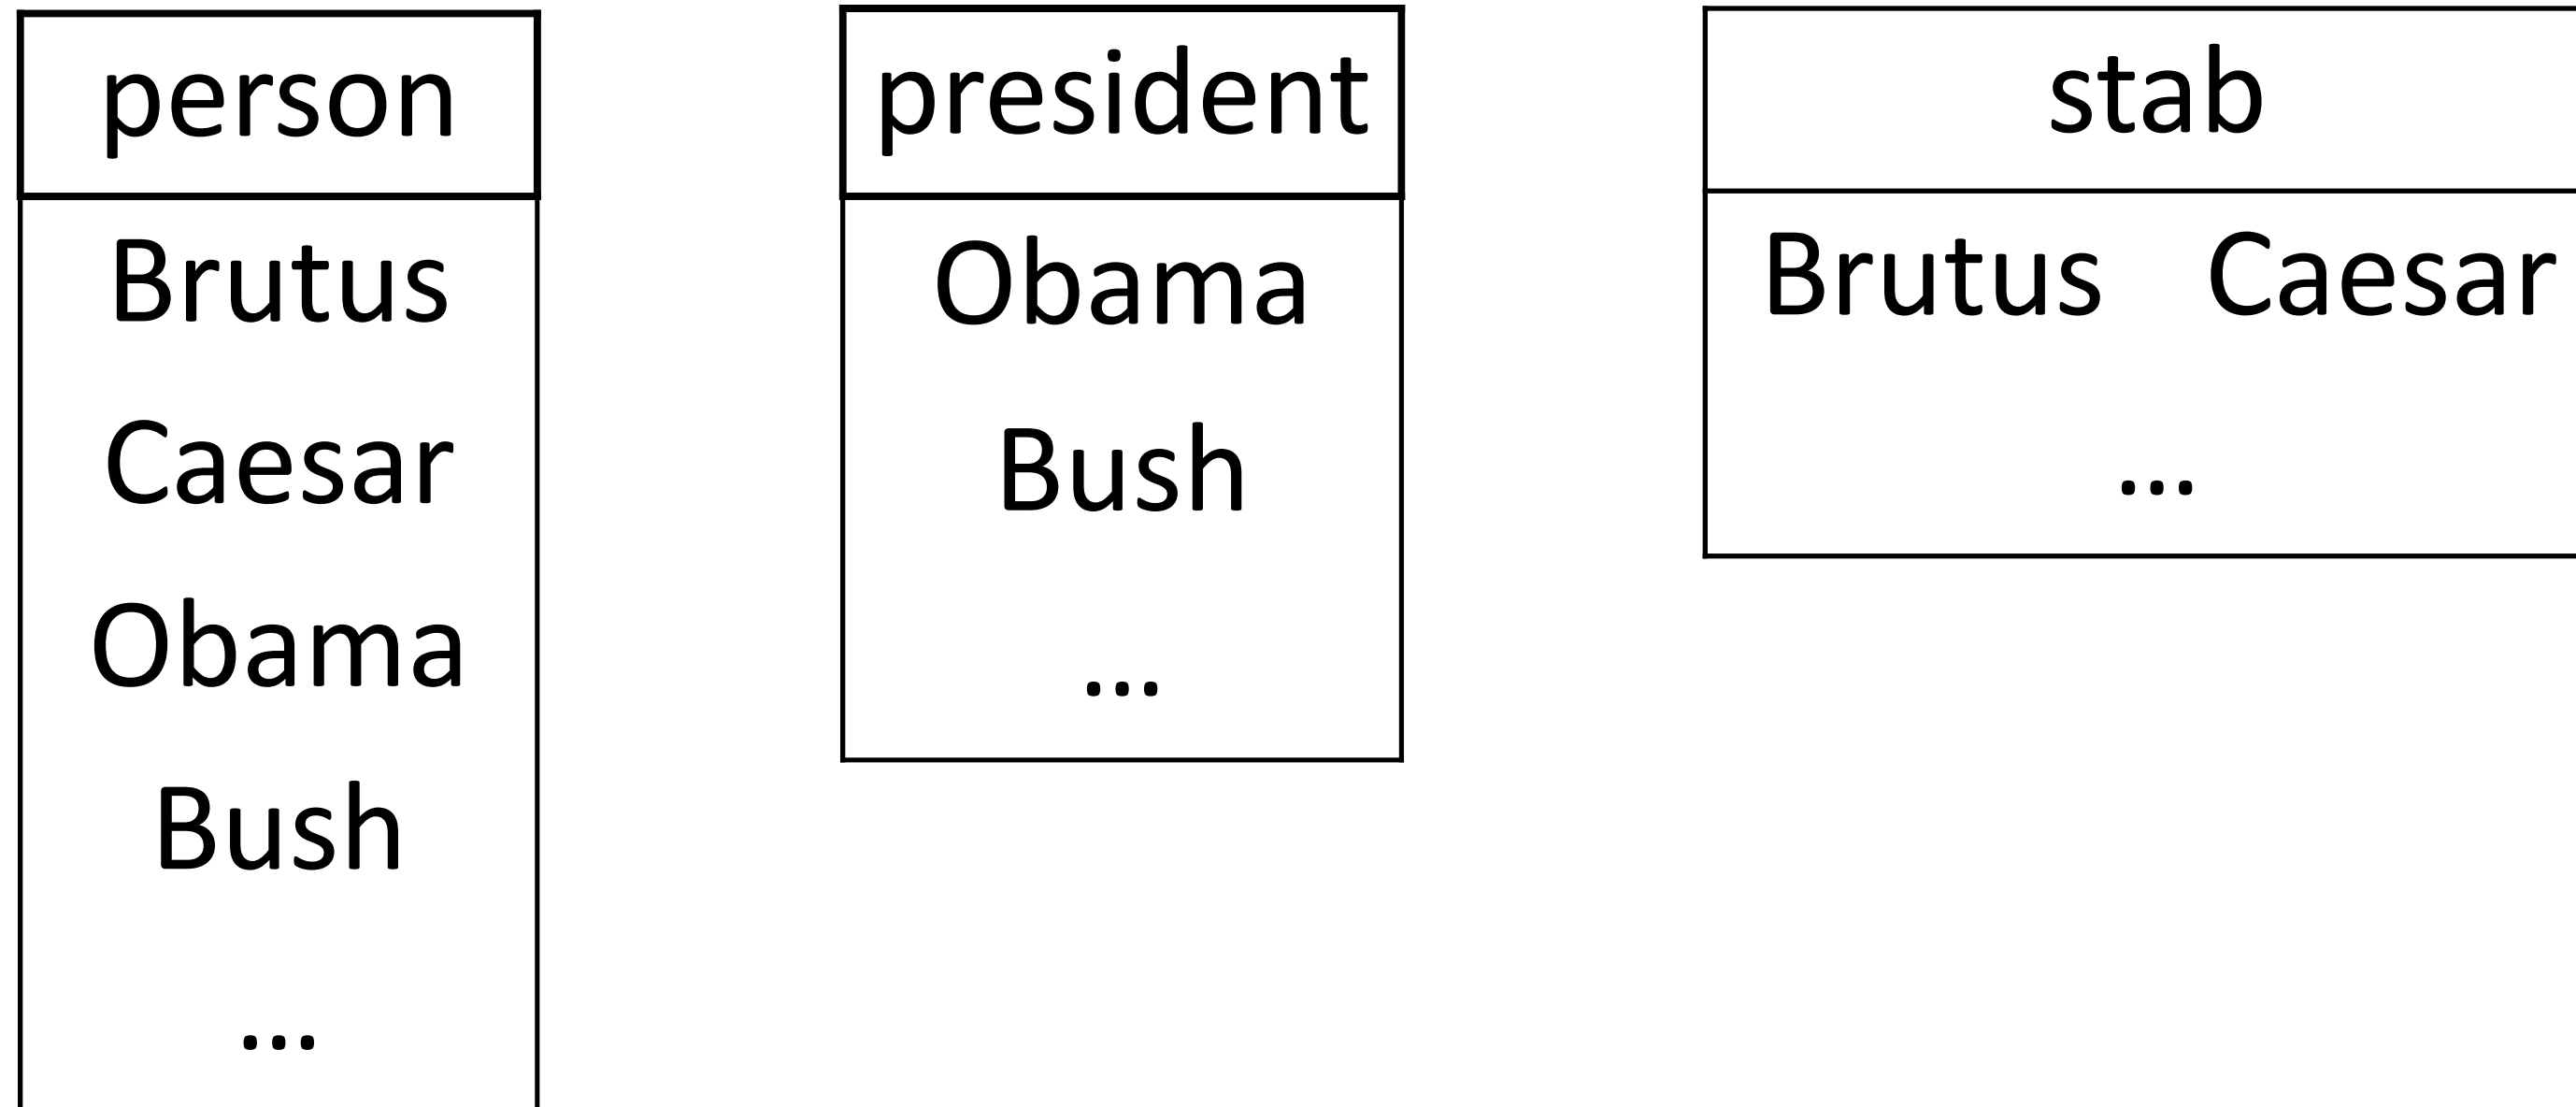 person
Brutus
Caesar
Obama
Bush
...
president
Obama
Bush
...
stab
Brutus Caesar
...